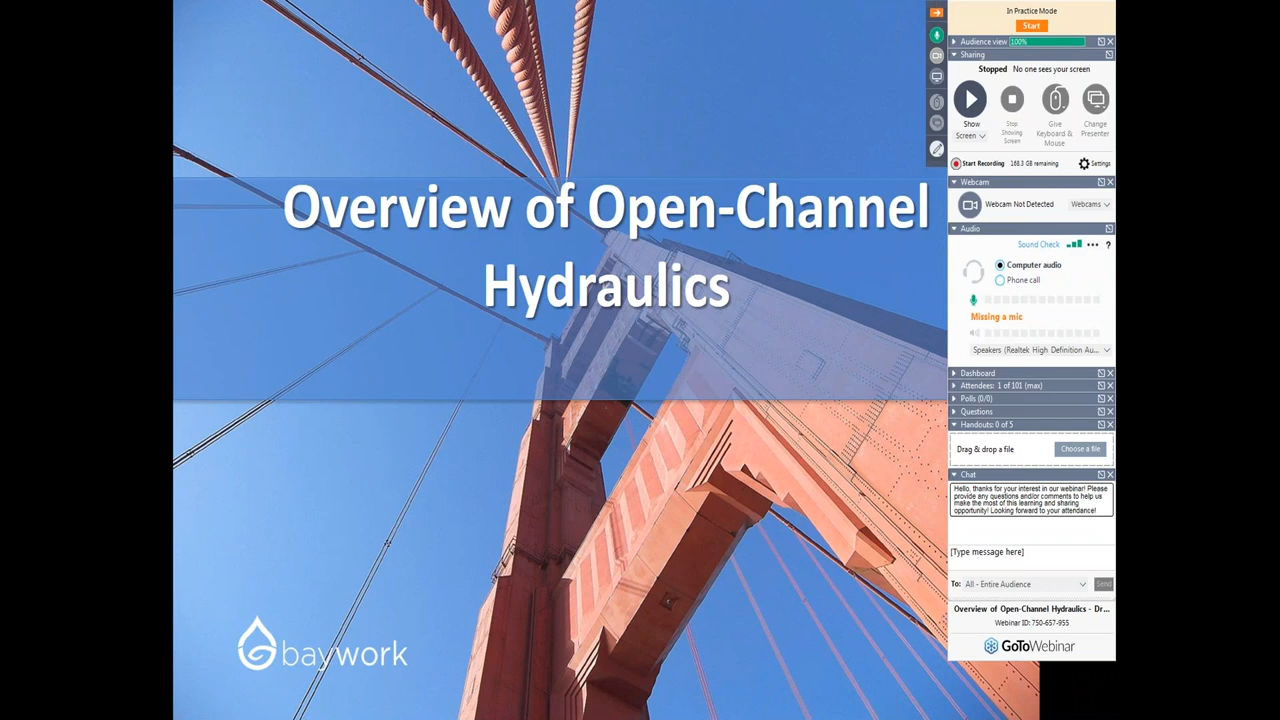 Overview of Open-Channel
Hydraulics
baywork
In Practice Mode
Start
Audience view 100%
Sharing
Stopped No one sees your screen
Show
Screen
Stop
Showing
Screen
Give
Keyboard &
Mouse
Change
Presenter
Start Recording 168.3 GB remaining Settings
Webcam
Webcam Not Detected Webcams
Audio
Sound Check ?
Computer audio
Phone call
Missing a mic
Speakers (Realtek High Definition Au...
Dashboard
Attendees: 1 of 101 (max)
Polls (0/0)
Questions
Handouts: 0 of 5
Drag & drop a file Choose a file
Chat
Hello, thanks for your interest in our webinar! Please
provide any questions and/or comments to help us
make the most of this learning and sharing
opportunity! Looking forward to your attendance!
[Type message here]
To: All - Entire Audience Send
Overview of Open-Channel Hydraulics - Dr...
Webinar ID: 750-657-955
GoToWebinar